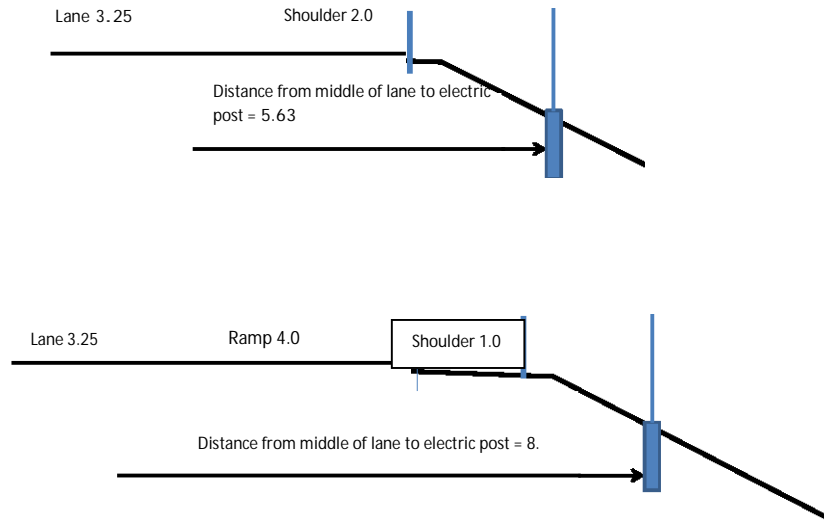 Lane 3.25
Shoulder 2.0
Distance from middle of lane to electric
post = 5.63
Lane 3.25
Ramp 4.0
Shoulder 1.0
Distance from middle of lane to electric post = 8.